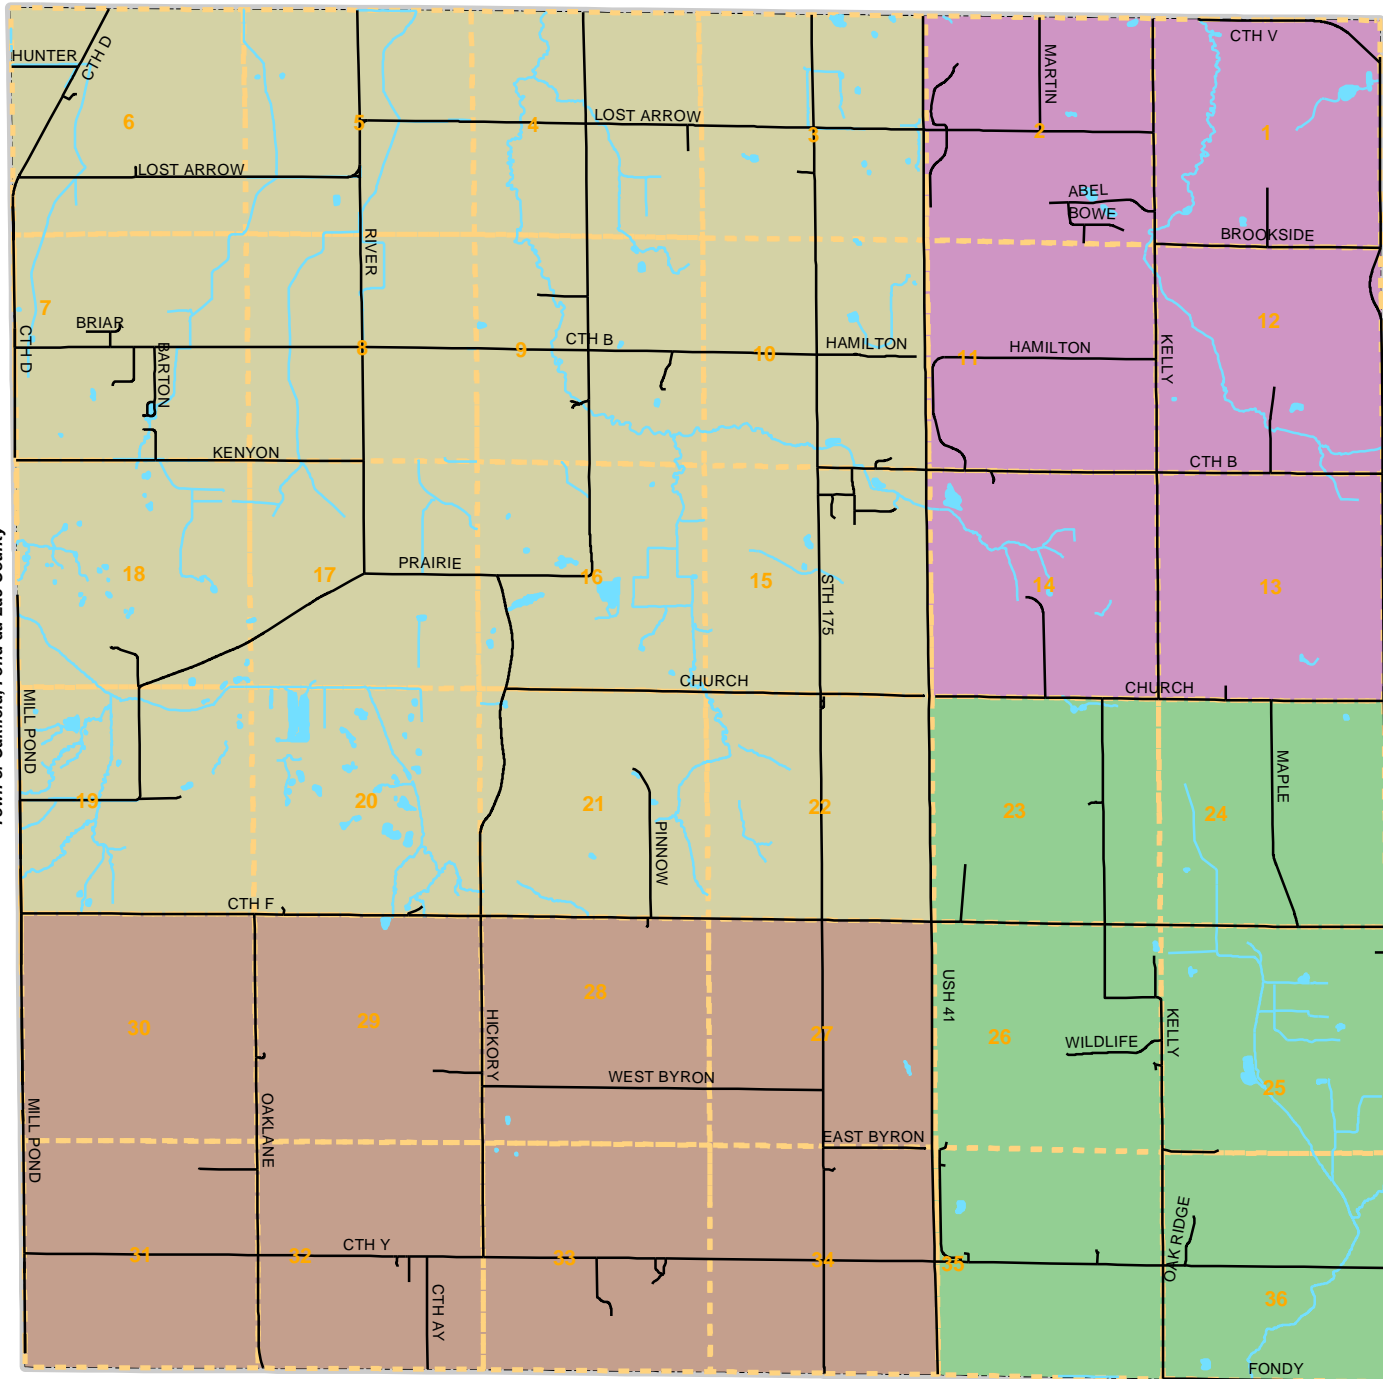 CTH V
HUNTER
CTH D
MARTIN
6
5
4
LOST ARROW
3
2
1
LOST ARROW
ABEL
BOWE
RIVER
BROOKSIDE
7
BRIAR
CTH D
BARTON
8
9
CTH B
10
HAMILTON
11
HAMILTON
KELLY
12
KENYON
CTH B
18
17
PRAIRIE
16
15
STH 175
14
13
CHURCH
CHURCH
MILL POND
MAPLE
19
20
21
PINNOW
22
23
24
CTH F
28
USH 41
30
29
HICKORY
27
26
WILDLIFE
KELLY
WEST BYRON
25
MILL POND
OAKLANE
EAST BYRON
OAK RIDGE
CTH Y
31
32
33
34
35
CTH AY
36
FONDY